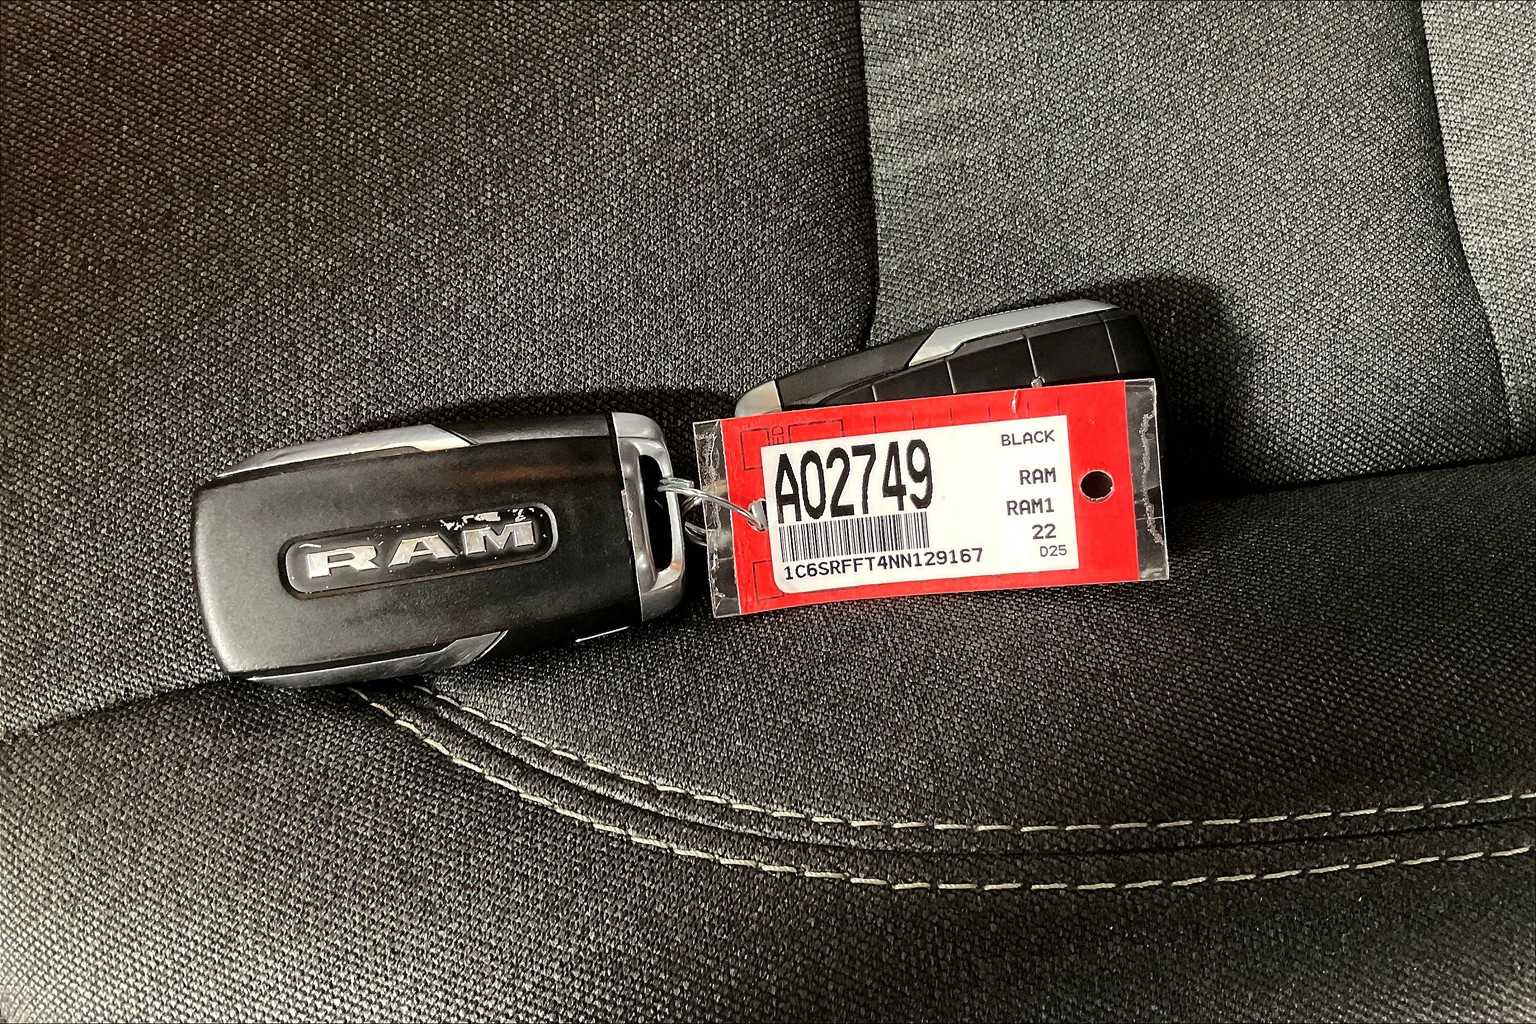 RAM
A02749
BLACK
RAM
RAM1
22
D25
1C6SRFFT4NN129167